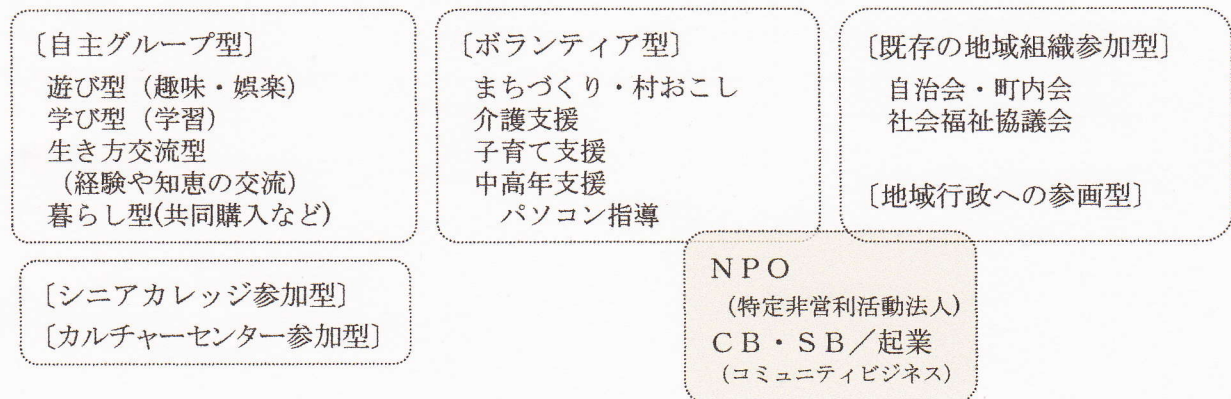 〔自主グループ型〕
遊び型（趣味・娯楽）
学び型（学習）
生き方交流型
（経験や知恵の交流）
暮らし型(共同購入など)
〔シニアカレッジ参加型〕
〔カルチャーセンター参加型〕
〔ボランティア型〕
まちづくり・村おこし
介護支援
子育て支援
中高年支援
パソコン指導
〔既存の地域組織参加型〕
自治会・町内会
社会福祉協議会
〔地域行政への参画型〕
ＮＰＯ
（特定非営利活動法人）
ＣＢ・ＳＢ／起業
（コミュニティビジネス）